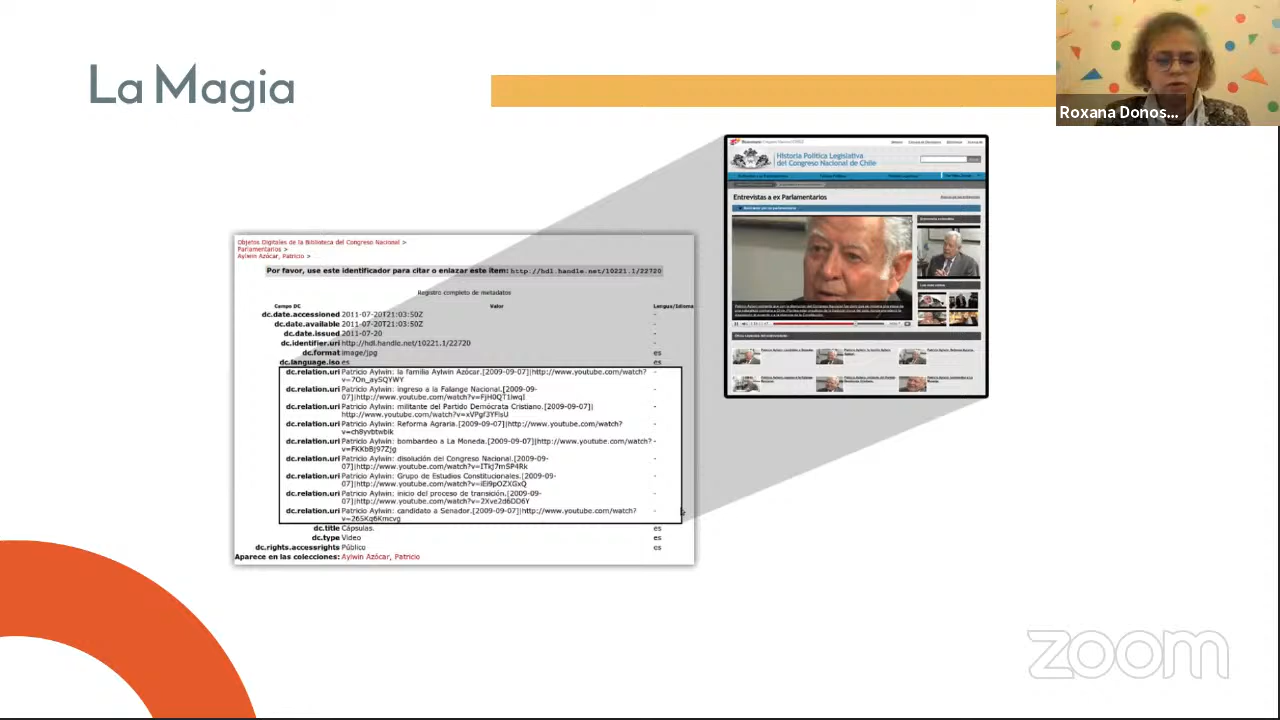 La Magia
Roxana Donos...
Historia Política Legislativa
del Congreso Nacional de Chile
Entrevistas a ex Parlamentarios
Objetos Digitales de la Biblioteca del Congreso Nacional >
Parlamentarios >
Aylwin Azócar, Patricio >
Por favor, use este identificador para citar o enlazar este ítem: http://hdl.handle.net/10221.1/22720
Registro completo de metadatos
Campo DC Valor Lengua/Idioma
dc.date.accessioned 2011-07-20T21:03:50Z -
dc.date.available 2011-07-20T21:03:50Z -
dc.date.issued 2011-07-20 -
dc.identifier.uri http://hdl.handle.net/10221.1/22720 -
dc.format image/jpg es
dc.language.iso es es
dc.relation.uri Patricio Aylwin: la familia Aylwin Azócar.[2009-09-07]|http://www.youtube.com/watch? -
v=7On_aySQYWY
dc.relation.uri Patricio Aylwin: ingreso a la Falange Nacional.[2009-09- -
07]|http://www.youtube.com/watch?v=FjH0QT1lwqI
dc.relation.uri Patricio Aylwin: militante del Partido Demócrata Cristiano.[2009-09-07]| -
http://www.youtube.com/watch?v=xVPgf3YFlsU
dc.relation.uri Patricio Aylwin: Reforma Agraria.[2009-09-07]|http://www.youtube.com/watch? -
v=ch8yvbtwbik
dc.relation.uri Patricio Aylwin: bombardeo a La Moneda.[2009-09-07]|http://www.youtube.com/watch? -
v=FKKbBj97Zjg
dc.relation.uri Patricio Aylwin: disolución del Congreso Nacional.[2009-09- -
07]|http://www.youtube.com/watch?v=ITkJ7mSP4Rk
dc.relation.uri Patricio Aylwin: Grupo de Estudios Constitucionales.[2009-09- -
07]|http://www.youtube.com/watch?v=iEi9pOZXGxQ
dc.relation.uri Patricio Aylwin: inicio del proceso de transición.[2009-09- -
07]|http://www.youtube.com/watch?v=2Xve2d6DD6Y
dc.relation.uri Patricio Aylwin: candidato a Senador.[2009-09-07]|http://www.youtube.com/watch? -
v=26SKq6Kmcvg
dc.title Cápsulas. es
dc.type Video es
dc.rights.accessrights Público es
Aparece en las colecciones: Aylwin Azócar, Patricio
zoom